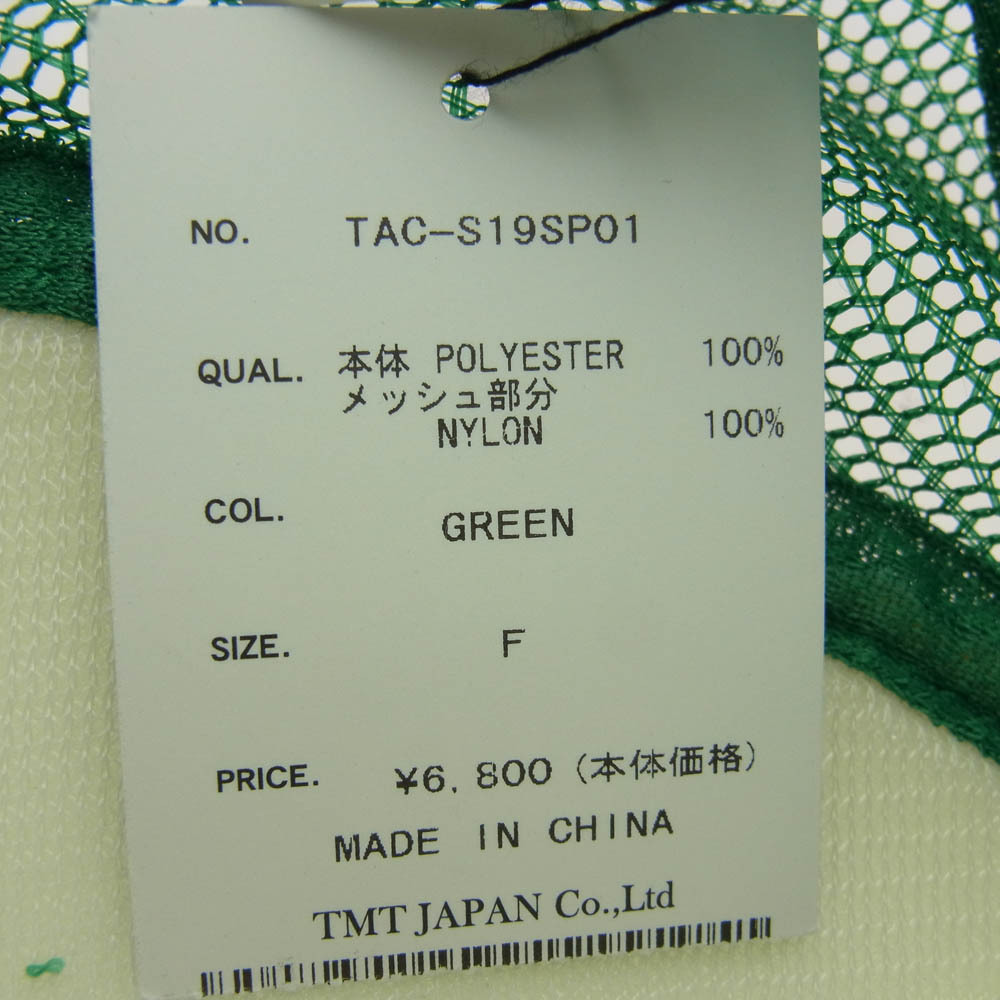 NO. TAC-S19SP01
QUAL. 本体 POLYESTER 100%
メッシュ部分
NYLON 100%
COL. GREEN
SIZE. F
PRICE. ¥6,800 (本体価格)
MADE IN CHINA
TMT JAPAN Co.,Ltd